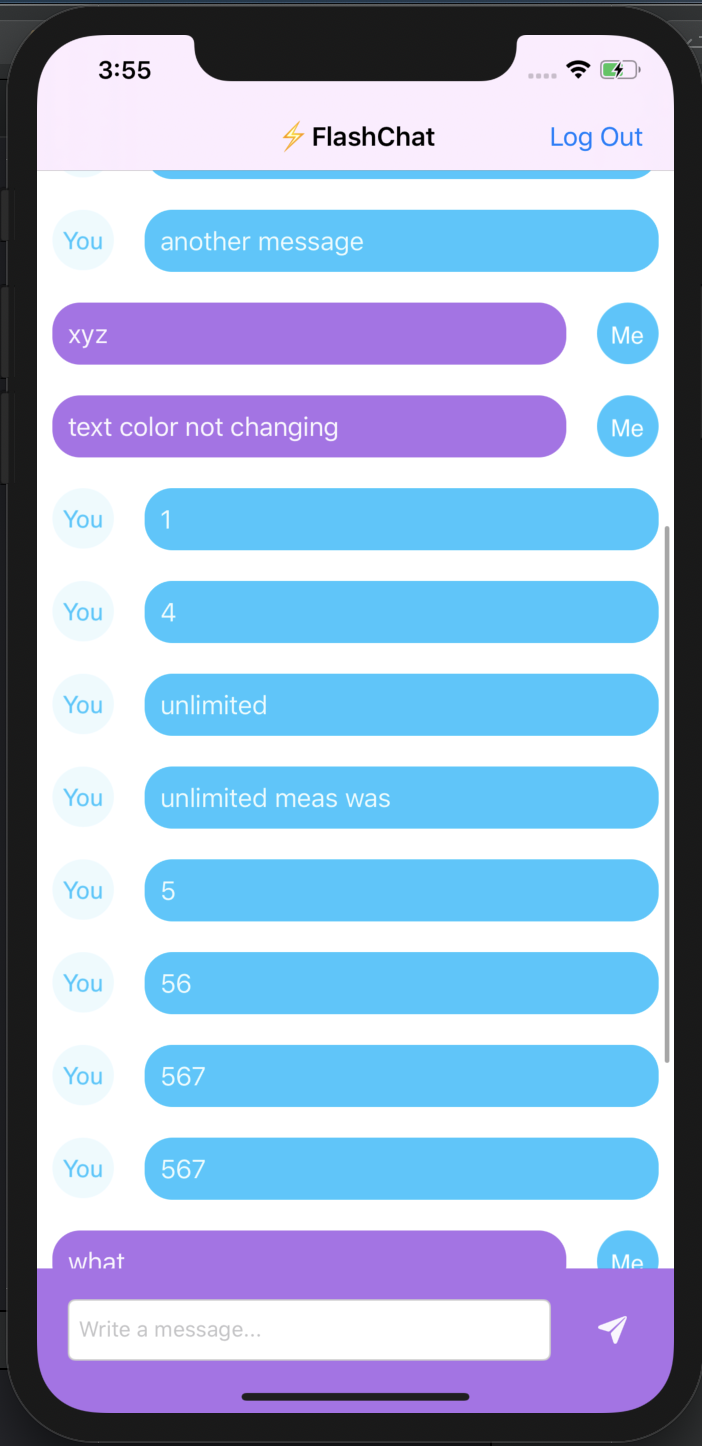 3:55
⚡️ FlashChat
Log Out
You
another message
xyz
Me
text color not changing
Me
You
1
You
4
You
unlimited
You
unlimited meas was
You
5
You
56
You
567
You
567
what
Me
Write a message...